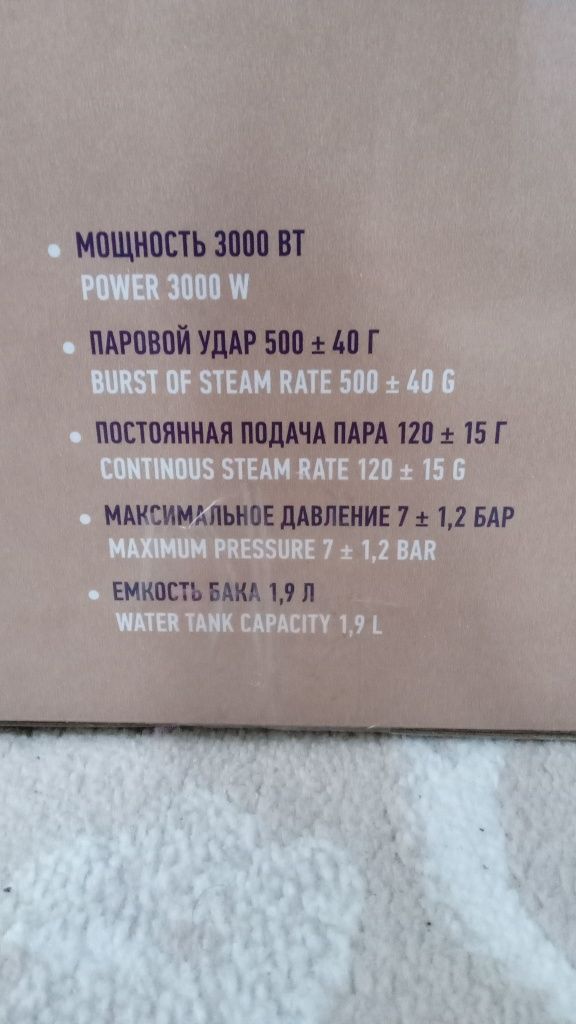 МОЩНОСТЬ 3000 ВТ
POWER 3000 W
ПАРОВОЙ УДАР 500 ± 40 Г
BURST OF STEAM RATE 500 ± 40 G
ПОСТОЯННАЯ ПОДАЧА ПАРА 120 ± 15 Г
CONTINOUS STEAM RATE 120 ± 15 G
МАКСИМАЛЬНОЕ ДАВЛЕНИЕ 7 ± 1,2 БАР
MAXIMUM PRESSURE 7 ± 1,2 BAR
ЕМКОСТЬ БАКА 1,9 Л
WATER TANK CAPACITY 1,9 L